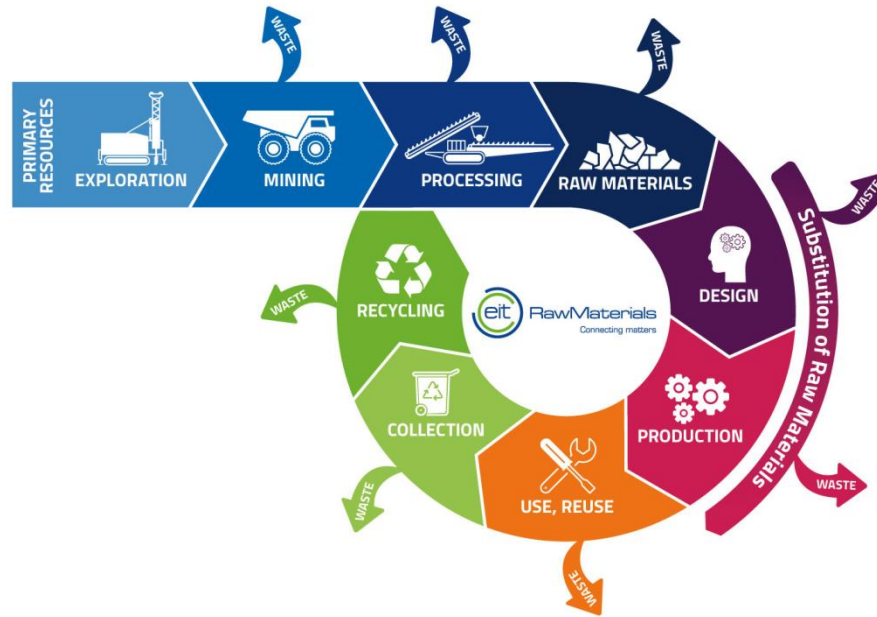 WASTE
WASTE
WASTE
PRIMARY
RESOURCES
EXPLORATION
MINING
PROCESSING
RAW MATERIALS
WASTE
Substitution of Raw Materials
DESIGN
RECYCLING
WASTE
eit RawMaterials
Connecting matters
COLLECTION
PRODUCTION
WASTE
USE, REUSE
WASTE
WASTE